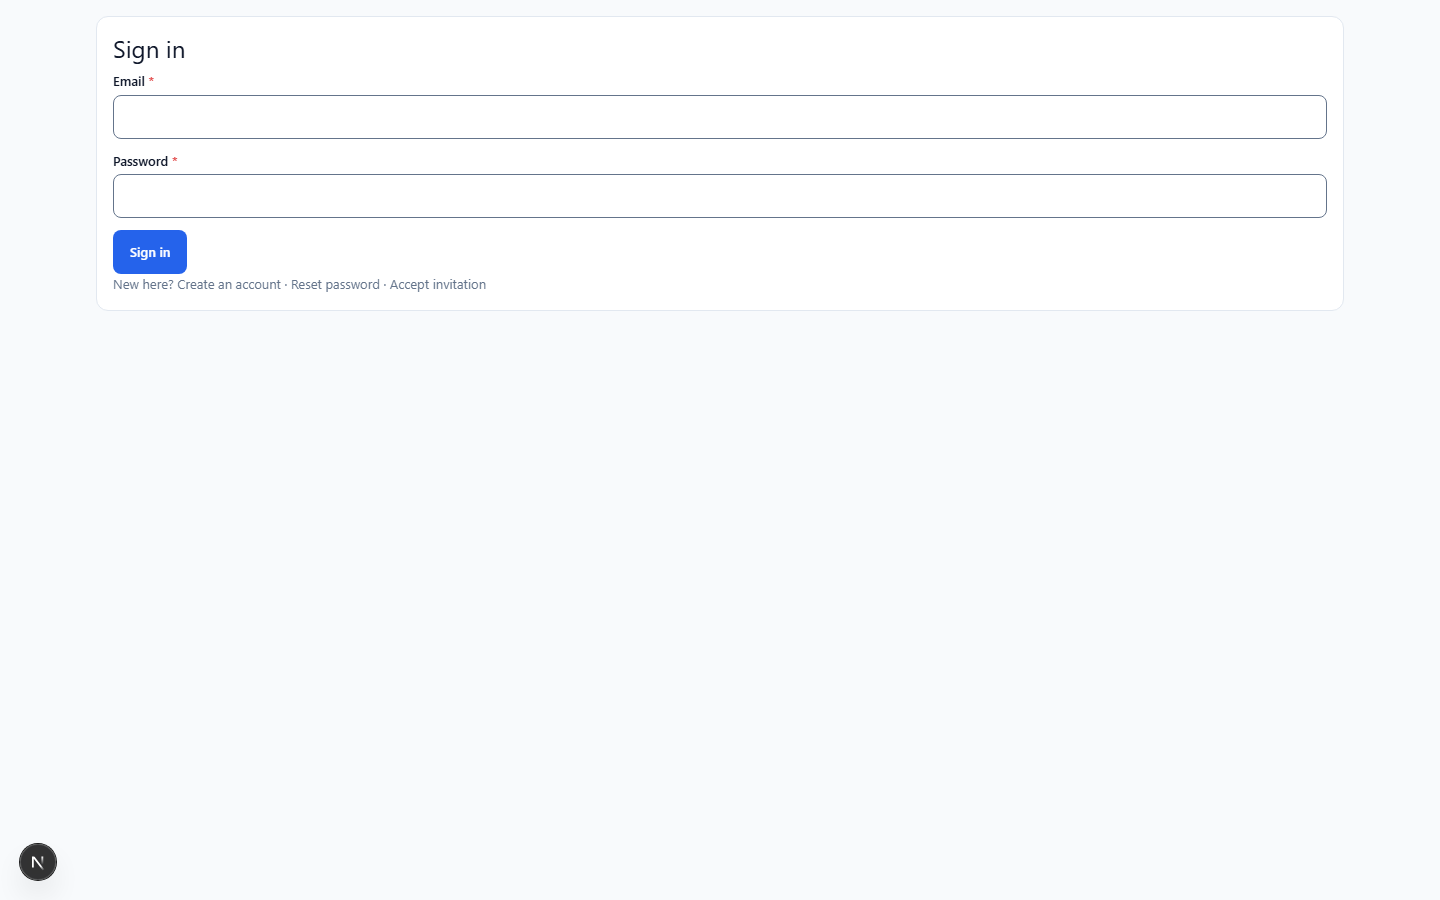 Sign in
Email *
Password *
Sign in
New here? Create an account · Reset password · Accept invitation
N